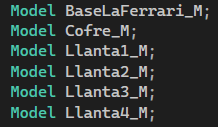 Model BaseLaFerrari_M;
Model Cofre_M;
Model Llanta1_M;
Model Llanta2_M;
Model Llanta3_M;
Model Llanta4_M;